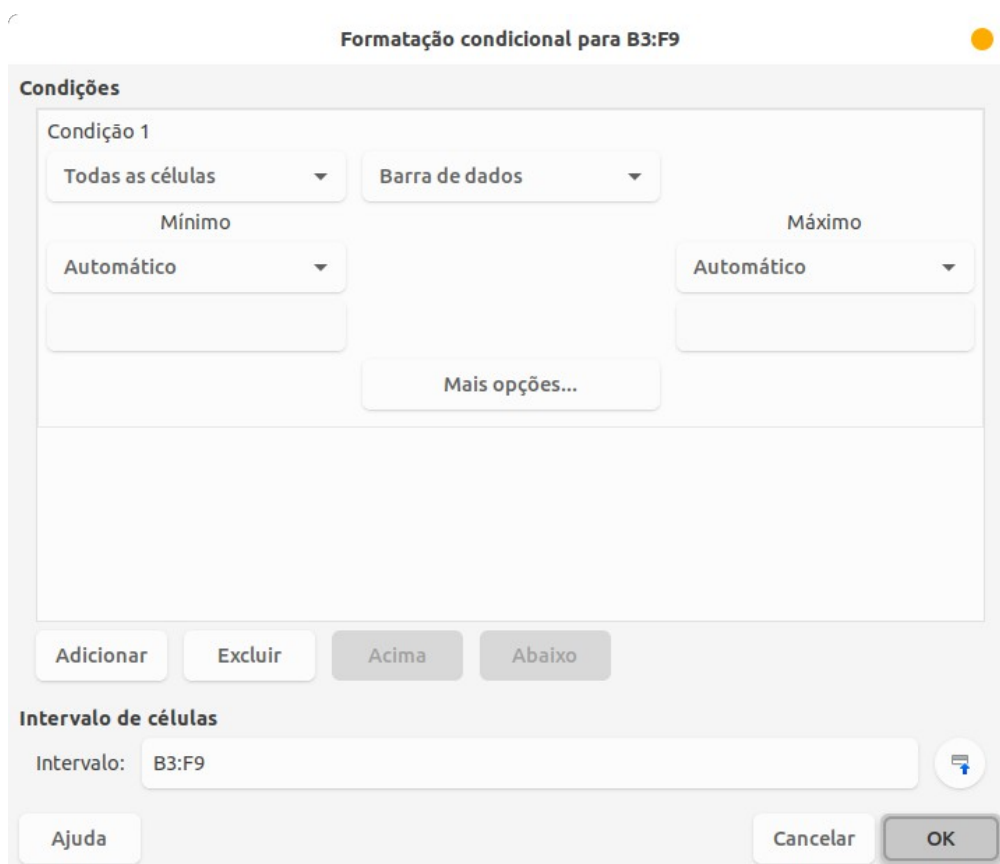 Formatação condicional para B3:F9
Condições
Condição 1
Todas as células Barra de dados
Mínimo Máximo
Automático Automático
Mais opções...
Adicionar Excluir Acima Abaixo
Intervalo de células
Intervalo: B3:F9
Ajuda Cancelar OK